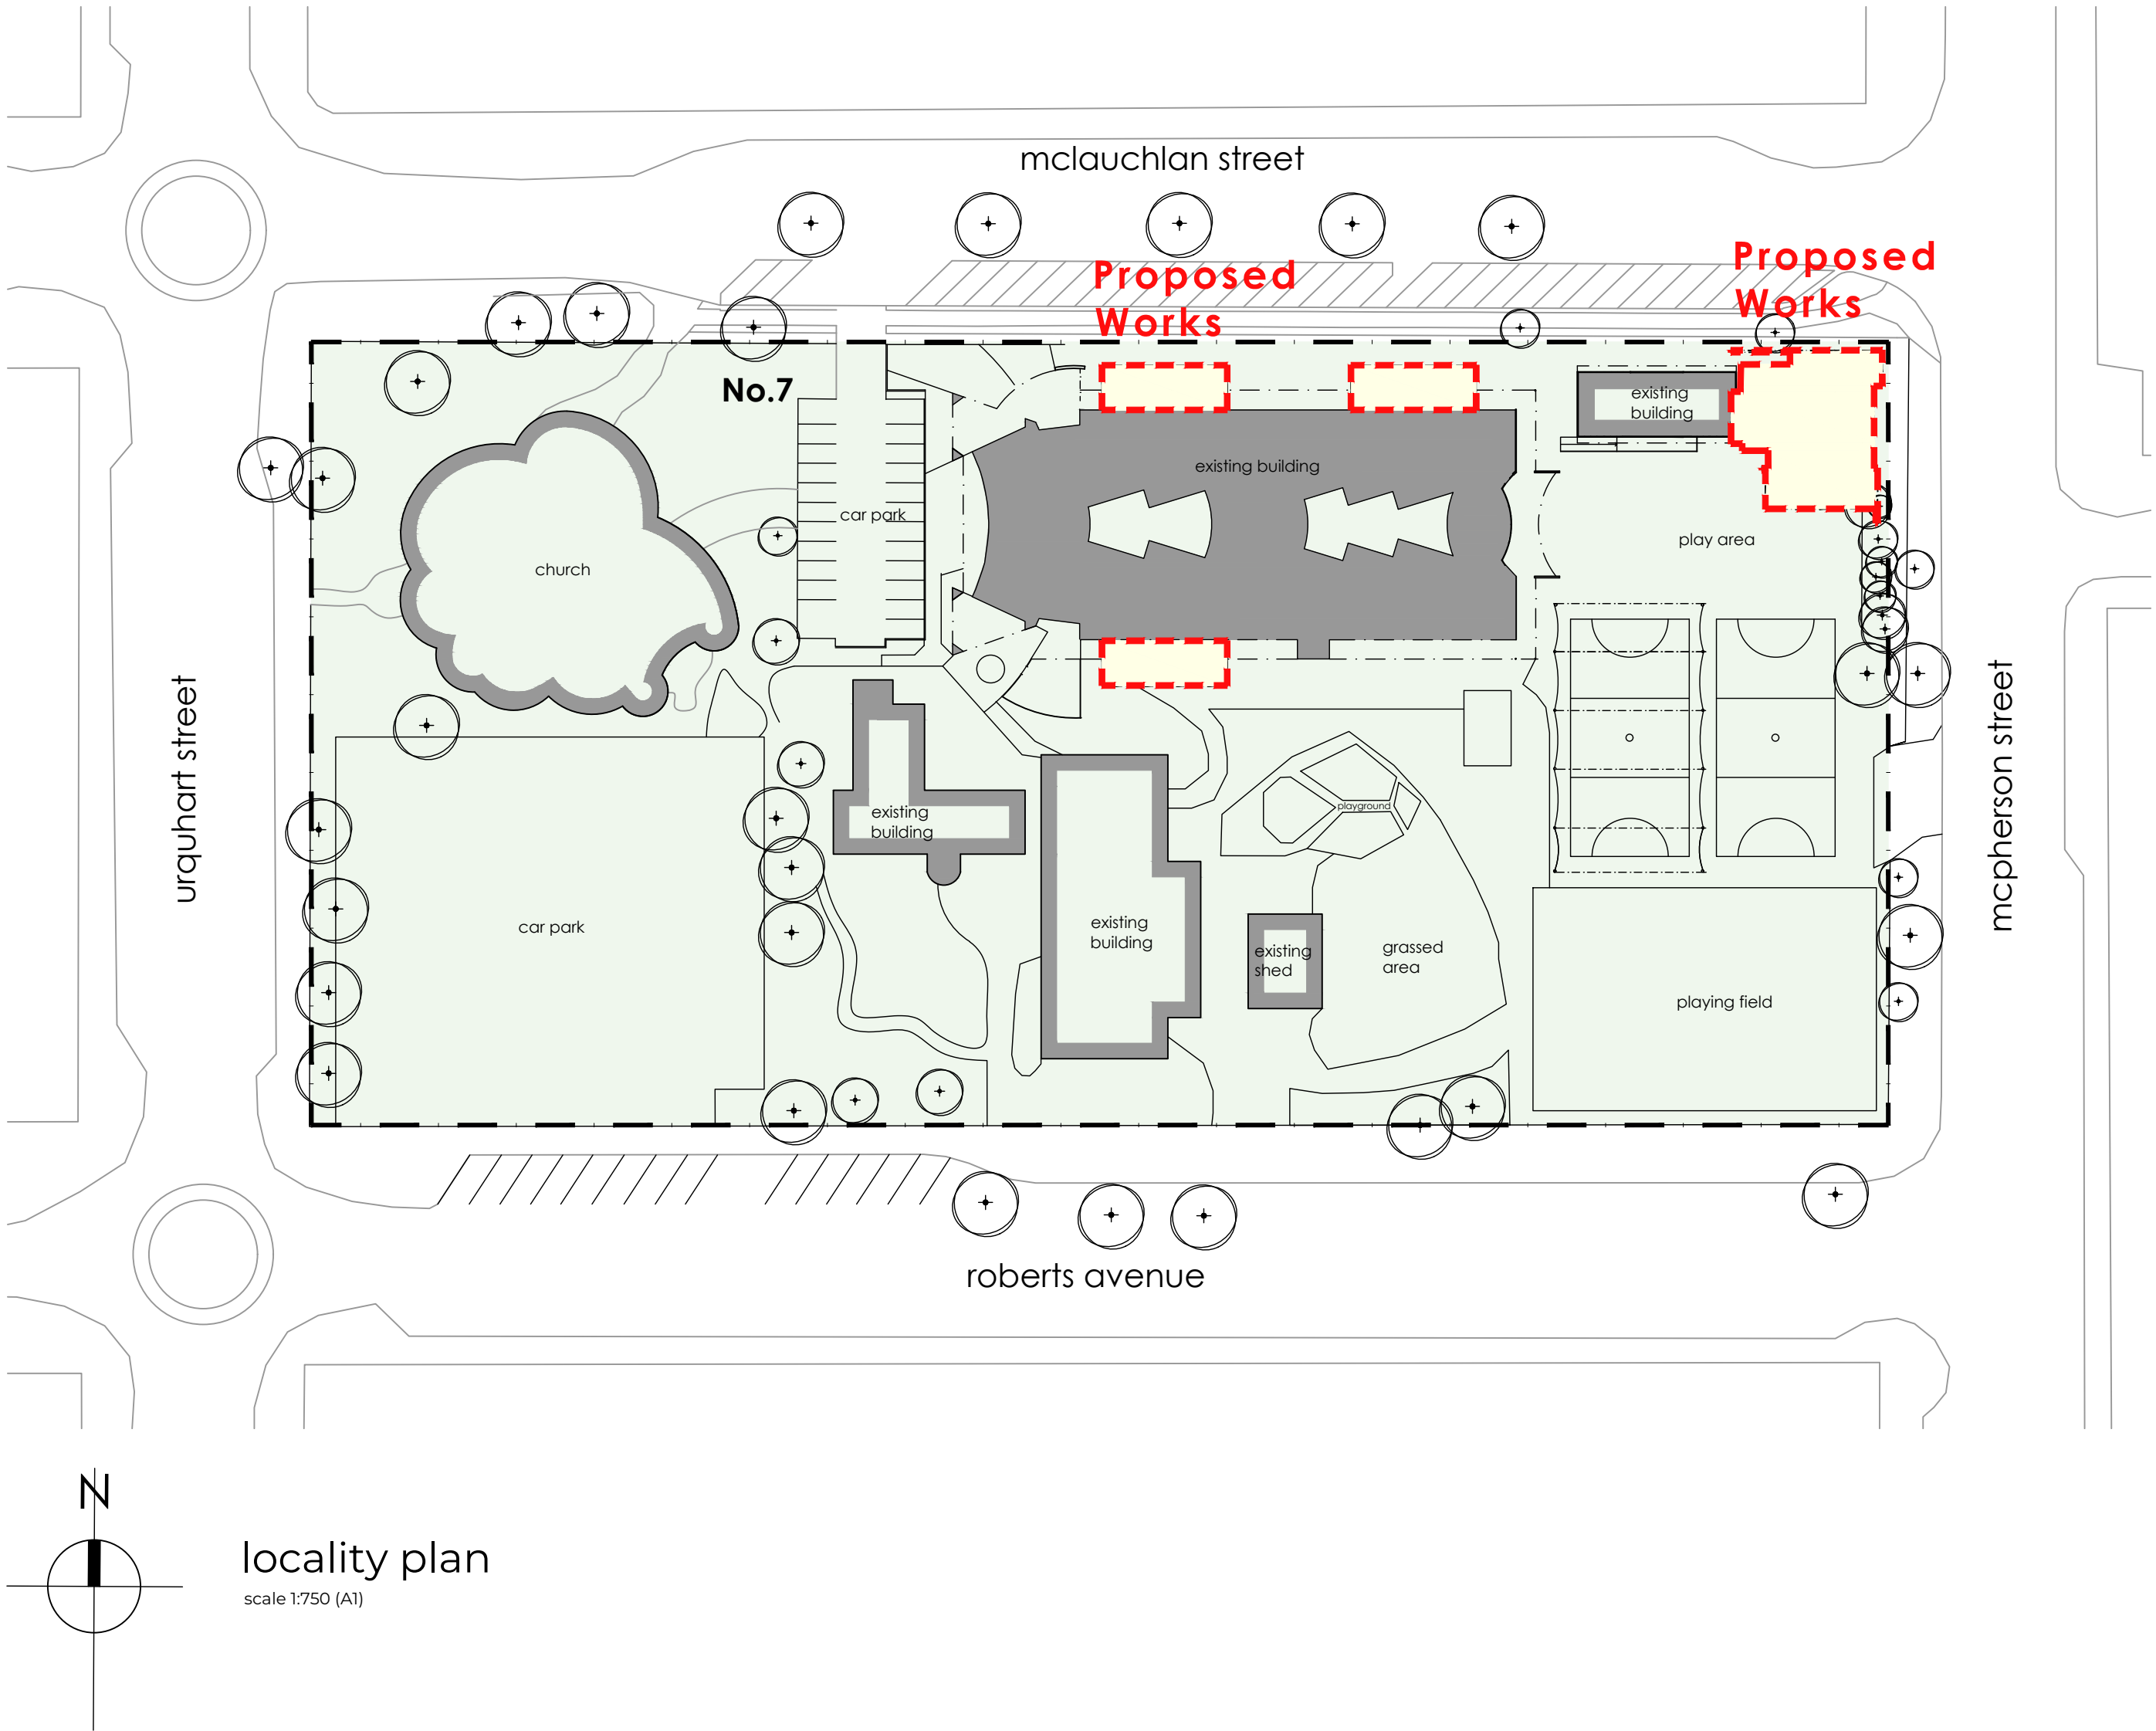 mclauchlan street
Proposed
Works
Proposed
Works
No.7
existing
building
existing building
car park
church
play area
urquhart street
mcpherson street
playground
existing
building
existing
building
existing
shed
grassed
area
car park
playing field
roberts avenue
N
locality plan
scale 1:750 (A1)